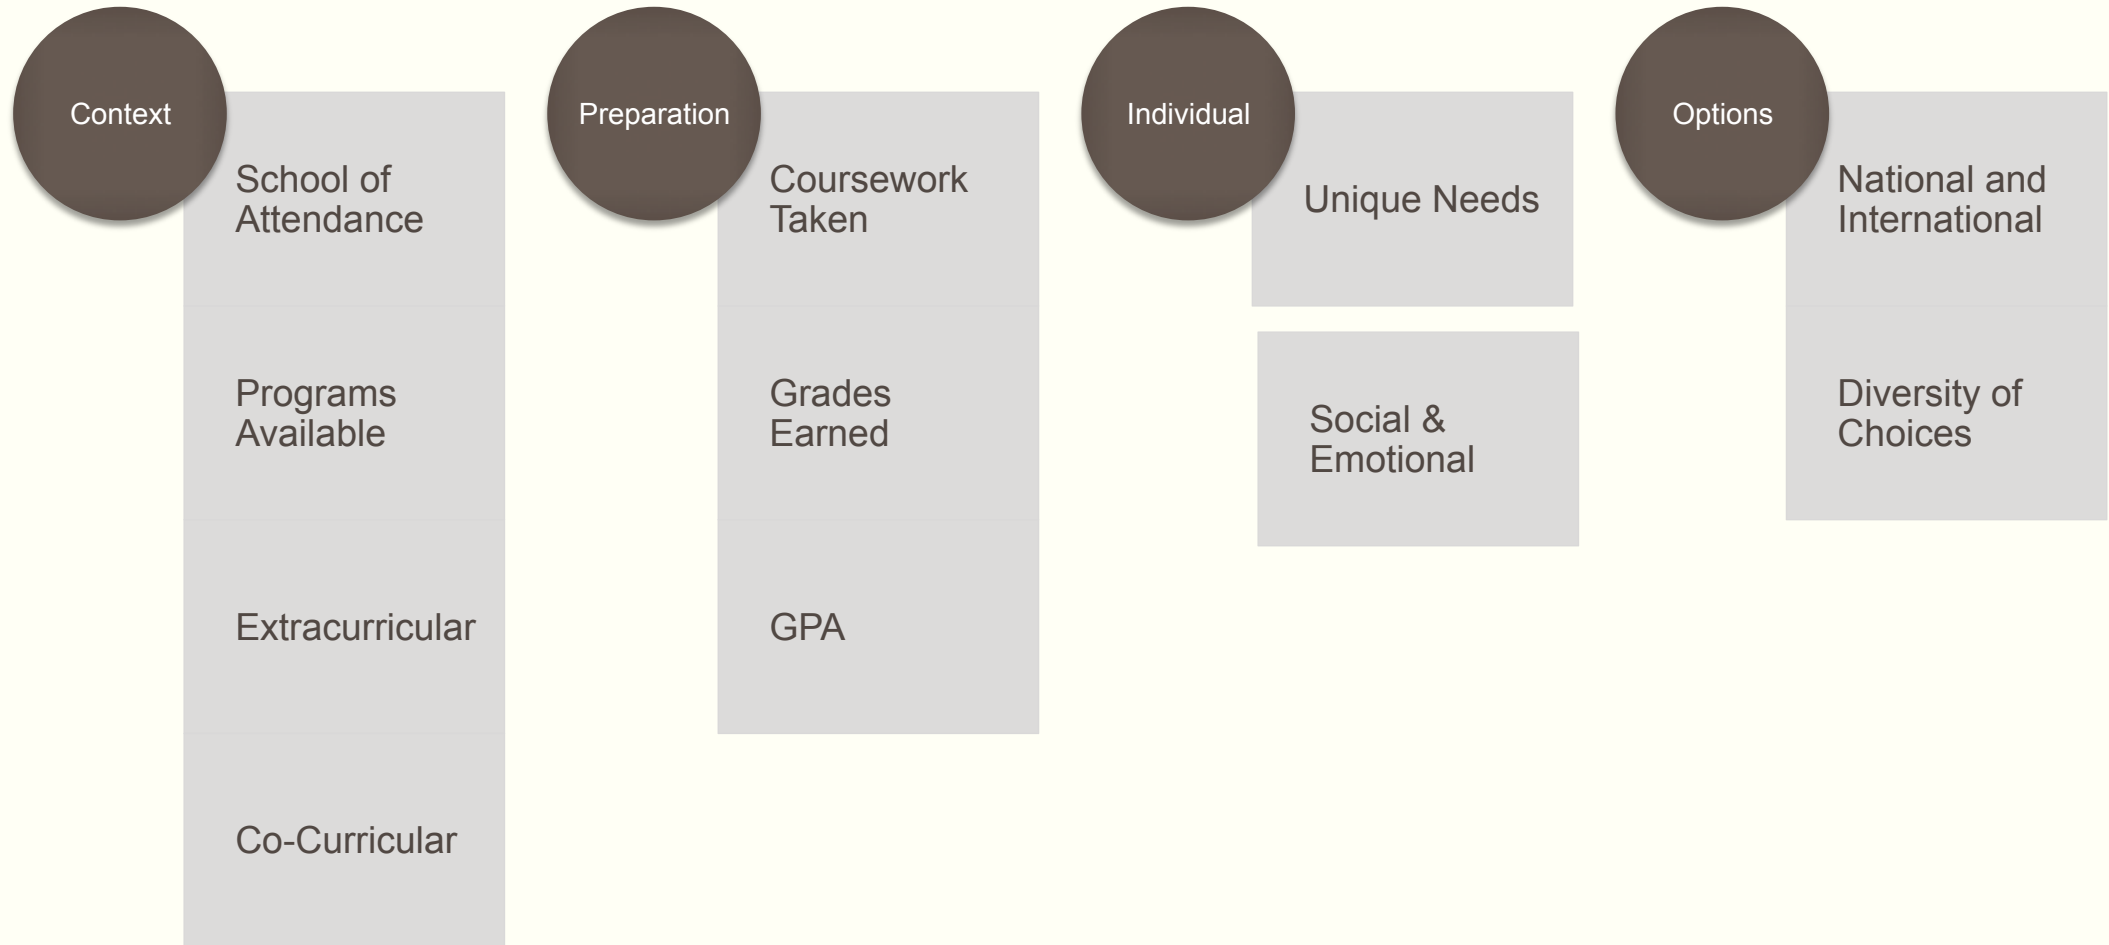 Context
School of
Attendance
Programs
Available
Extracurricular
Co-Curricular
Preparation
Coursework
Taken
Grades
Earned
GPA
Individual
Unique Needs
Social &
Emotional
Options
National and
International
Diversity of
Choices